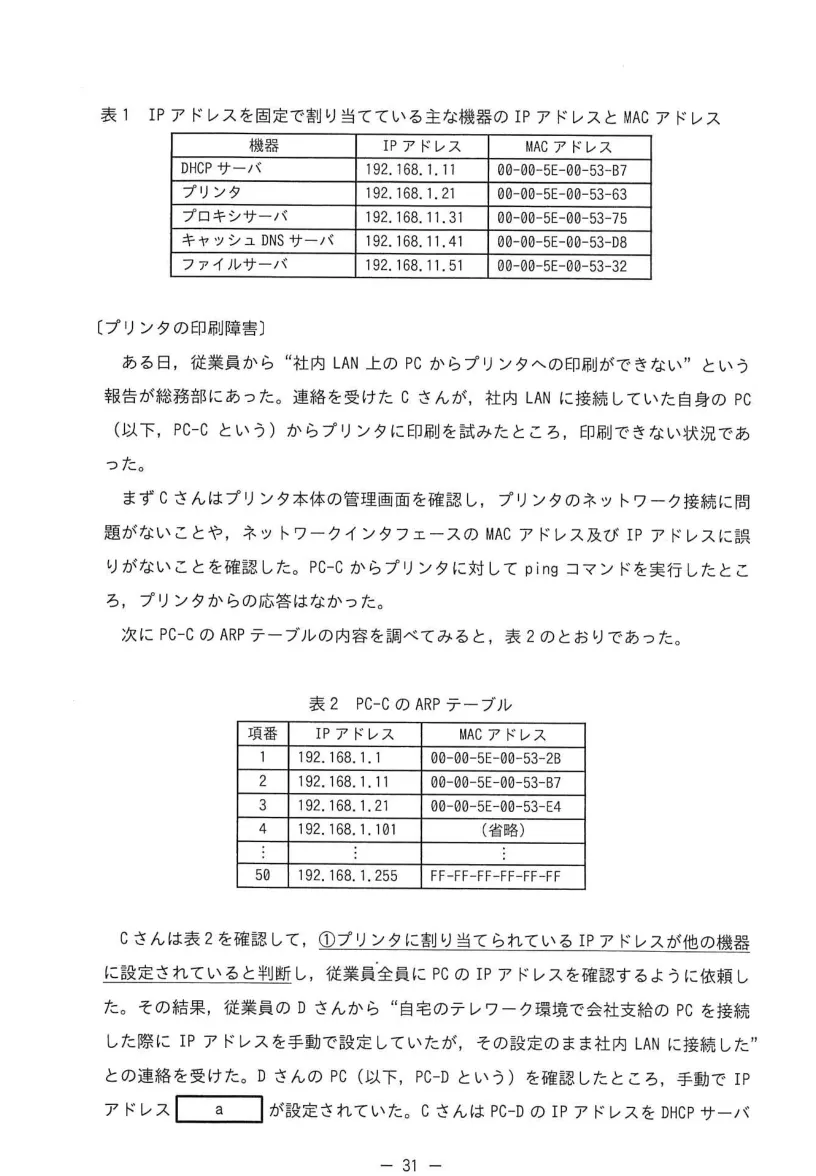 表1 IPアドレスを固定で割り当てている主な機器のIPアドレスとMACアドレス
機器 IPアドレス MACアドレス
DHCPサーバ 192.168.1.11 00-00-5E-00-53-B7
プリンタ 192.168.1.21 00-00-5E-00-53-63
プロキシサーバ 192.168.11.31 00-00-5E-00-53-75
キャッシュDNSサーバ 192.168.11.41 00-00-5E-00-53-D8
ファイルサーバ 192.168.11.51 00-00-5E-00-53-32
〔プリンタの印刷障害〕
ある日，従業員から“社内LAN上のPCからプリンタへの印刷ができない”という
報告が総務部にあった。連絡を受けたCさんが，社内LANに接続していた自身のPC
（以下，PC-Cという）からプリンタに印刷を試みたところ，印刷できない状況であ
った。
まずCさんはプリンタ本体の管理画面を確認し，プリンタのネットワーク接続に問
題がないことや，ネットワークインタフェースのMACアドレス及びIPアドレスに誤
りがないことを確認した。PC-Cからプリンタに対してpingコマンドを実行したとこ
ろ，プリンタからの応答はなかった。
次にPC-CのARPテーブルの内容を調べてみると，表2のとおりであった。
表2 PC-CのARPテーブル
項番 IPアドレス MACアドレス
1 192.168.1.1 00-00-5E-00-53-2B
2 192.168.1.11 00-00-5E-00-53-B7
3 192.168.1.21 00-00-5E-00-53-E4
4 192.168.1.101 （省略）
⋮ ⋮ ⋮
50 192.168.1.255 FF-FF-FF-FF-FF-FF
Cさんは表2を確認して，①プリンタに割り当てられているIPアドレスが他の機器
に設定されていると判断し，従業員全員にPCのIPアドレスを確認するように依頼し
た。その結果，従業員のDさんから“自宅のテレワーク環境で会社支給のPCを接続
した際にIPアドレスを手動で設定していたが，その設定のまま社内LANに接続した”
との連絡を受けた。DさんのPC（以下，PC-Dという）を確認したところ，手動でIP
アドレス a が設定されていた。CさんはPC-DのIPアドレスをDHCPサーバ
— 31 —